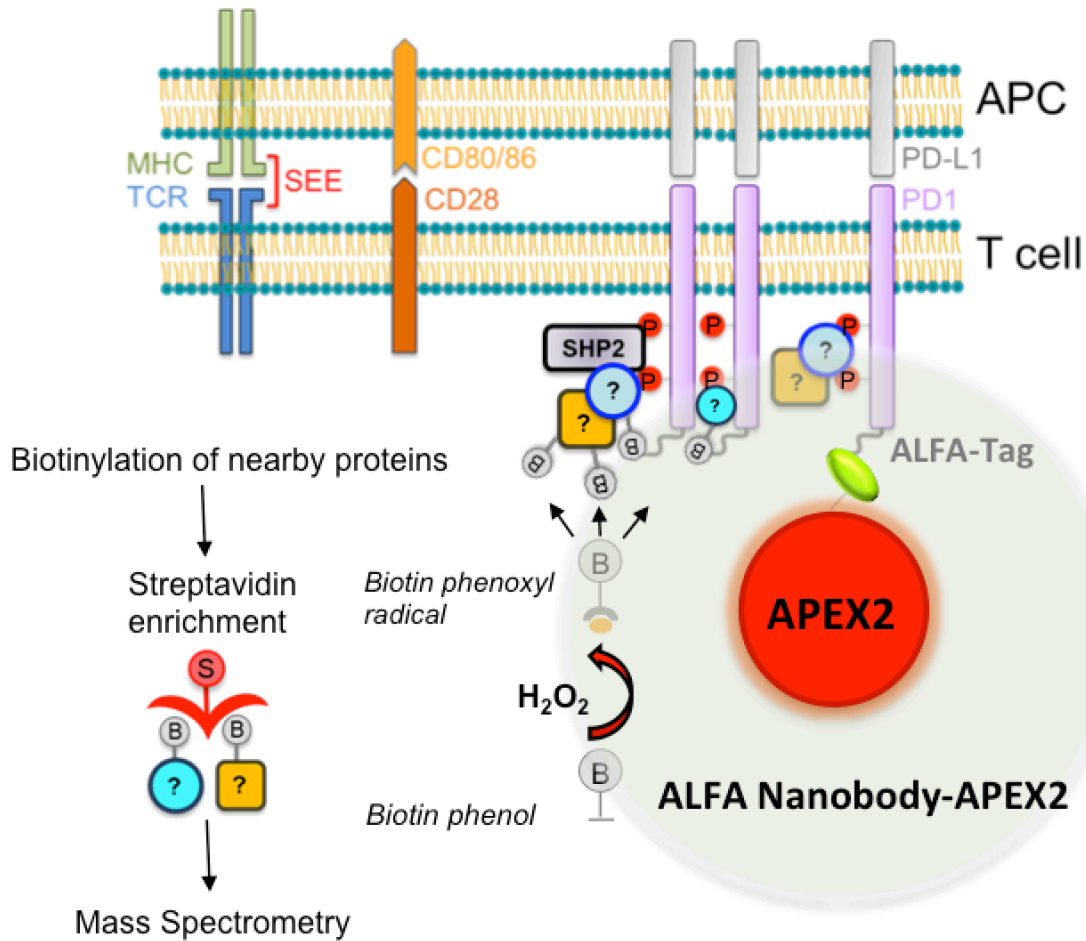 APC
MHC
TCR
SEE
CD80/86
CD28
PD-L1
PD1
T cell
P
P
P
SHP2
?
P
P
P
?
?
?
?
B
B
B
B
ALFA-Tag
Biotinylation of nearby proteins
Streptavidin
enrichment
Biotin phenoxyl
radical
B
APEX2
S
H2O2
B
B
B
?
?
ALFA Nanobody-APEX2
Biotin phenol
Mass Spectrometry